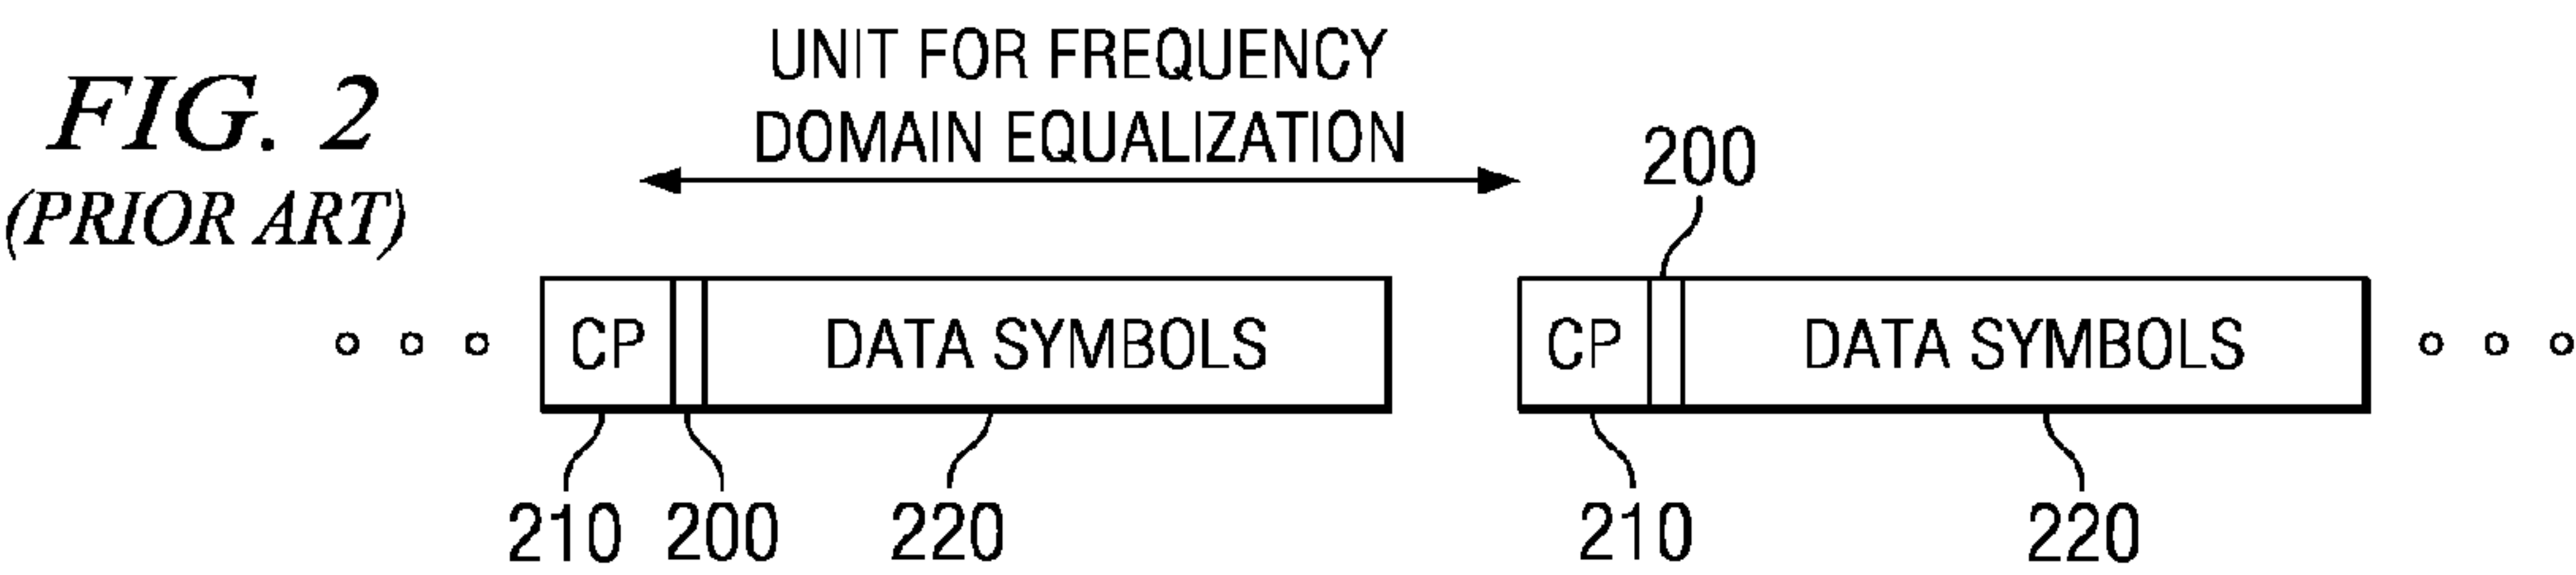 FIG. 2
(PRIOR ART)
UNIT FOR FREQUENCY
DOMAIN EQUALIZATION
200
CP
DATA SYMBOLS
CP
DATA SYMBOLS
210
200
220
210
220